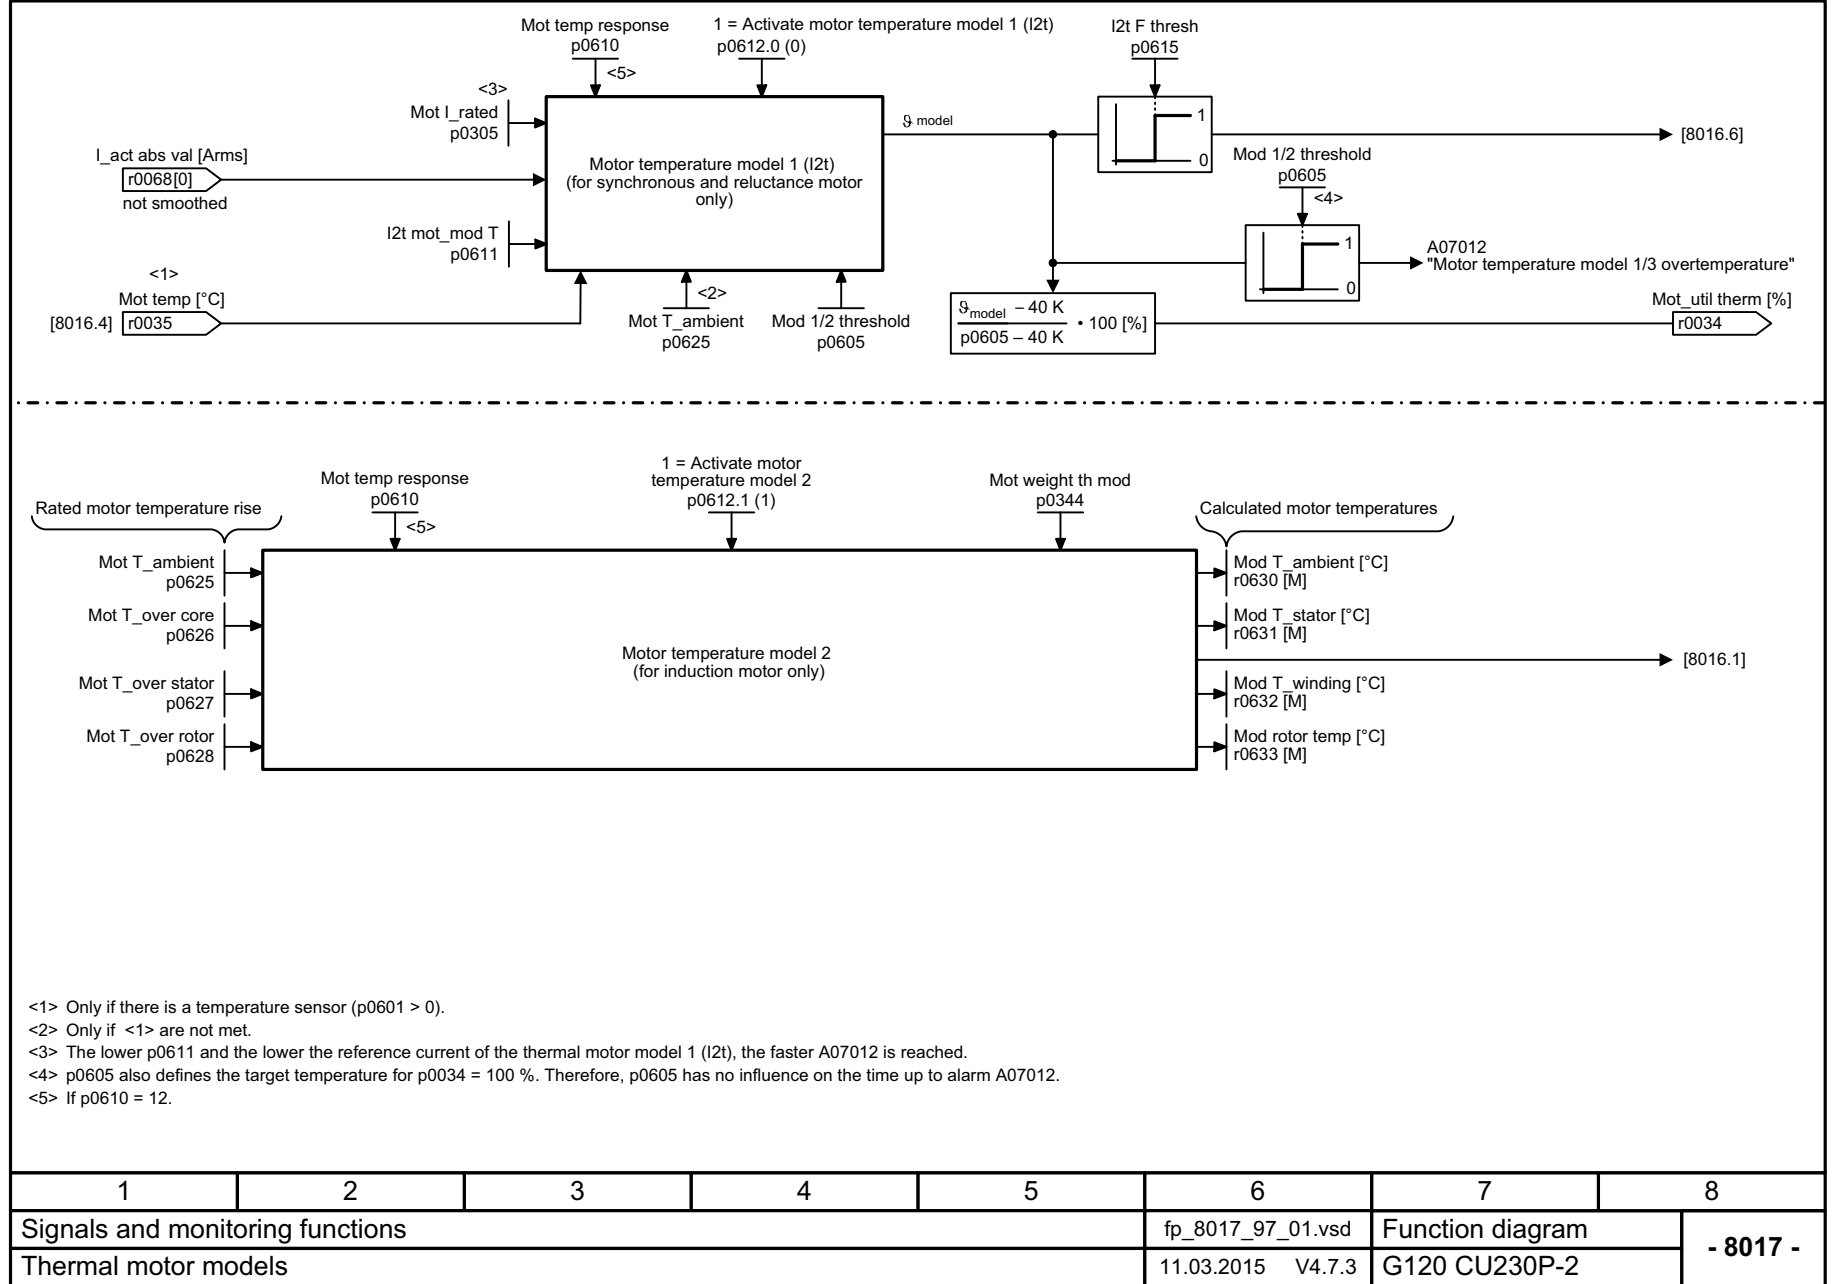 Mot temp response
p0610
<5>
1 = Activate motor temperature model 1 (I2t)
p0612.0 (0)
I2t F thresh
p0615
<3>
Mot I_rated
p0305
I_act abs val [Arms]
r0068[0]
not smoothed
I2t mot_mod T
p0611
<1>
Mot temp [°C]
[8016.4]
r0035
Motor temperature model 1 (I2t)
(for synchronous and reluctance motor
only)
<2>
Mot T_ambient
p0625
Mod 1/2 threshold
p0605
ϑ model
1
0
[8016.6]
Mod 1/2 threshold
p0605
<4>
1
0
A07012
"Motor temperature model 1/3 overtemperature"
ϑmodel – 40 K
p0605 – 40 K
• 100 [%]
Mot_util therm [%]
r0034
Rated motor temperature rise
Mot temp response
p0610
<5>
1 = Activate motor
temperature model 2
p0612.1 (1)
Mot weight th mod
p0344
Calculated motor temperatures
Mot T_ambient
p0625
Mot T_over core
p0626
Mot T_over stator
p0627
Mot T_over rotor
p0628
Motor temperature model 2
(for induction motor only)
Mod T_ambient [°C]
r0630 [M]
Mod T_stator [°C]
r0631 [M]
[8016.1]
Mod T_winding [°C]
r0632 [M]
Mod rotor temp [°C]
r0633 [M]
<1> Only if there is a temperature sensor (p0601 > 0).
<2> Only if <1> are not met.
<3> The lower p0611 and the lower the reference current of the thermal motor model 1 (I2t), the faster A07012 is reached.
<4> p0605 also defines the target temperature for p0034 = 100 %. Therefore, p0605 has no influence on the time up to alarm A07012.
<5> If p0610 = 12.
1 2 3 4 5 6 7 8
Signals and monitoring functions
fp_8017_97_01.vsd
Function diagram
- 8017 -
Thermal motor models
11.03.2015 V4.7.3
G120 CU230P-2